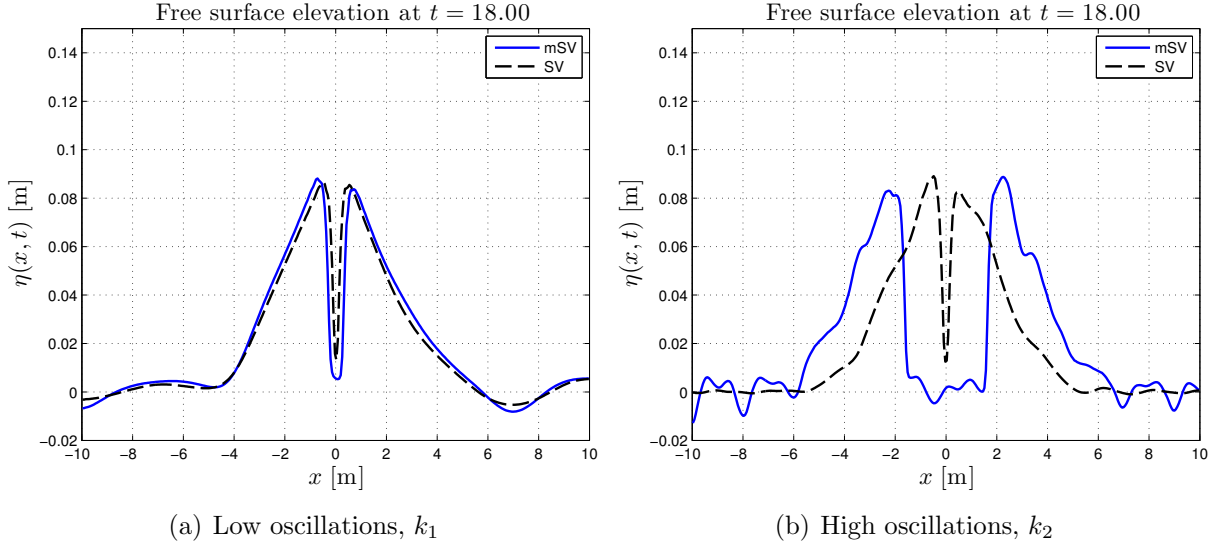 Free surface elevation at t = 18.00
mSV
SV
0.14
0.12
0.1
0.08
0.06
0.04
0.02
0
−0.02
η(x, t) [m]
−10 −8 −6 −4 −2 0 2 4 6 8 10
x [m]
(a) Low oscillations, k₁
Free surface elevation at t = 18.00
mSV
SV
0.14
0.12
0.1
0.08
0.06
0.04
0.02
0
−0.02
η(x, t) [m]
−10 −8 −6 −4 −2 0 2 4 6 8 10
x [m]
(b) High oscillations, k₂